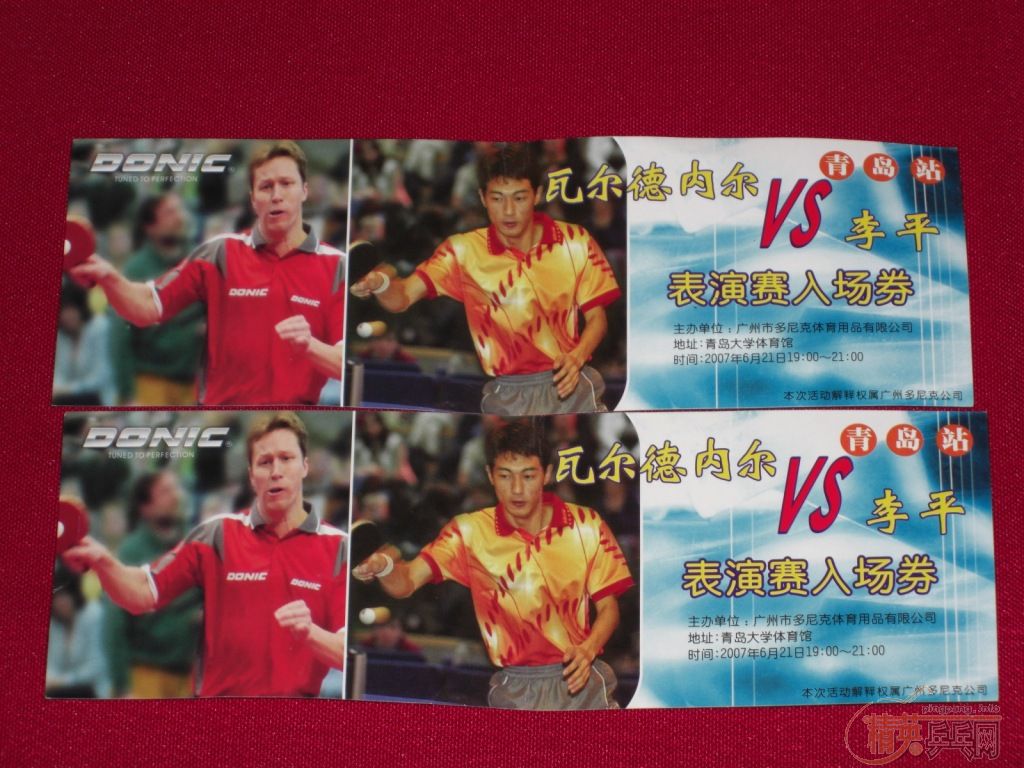 DONIC
TUNED TO PERFECTION
DONIC DONIC
青岛站
瓦尔德内尔 VS 李平
表演赛入场券
主办单位：广州市多尼克体育用品有限公司
地址:青岛大学体育馆
时间:2007年6月21日19:00～21:00
本次活动解释权属广州多尼克公司
DONIC
TUNED TO PERFECTION
DONIC DONIC
青岛站
瓦尔德内尔 VS 李平
表演赛入场券
主办单位：广州市多尼克体育用品有限公司
地址:青岛大学体育馆
时间:2007年6月21日19:00～21:00
本次活动解释权属广州多尼克公司
pingpang.info
精英乒乓网